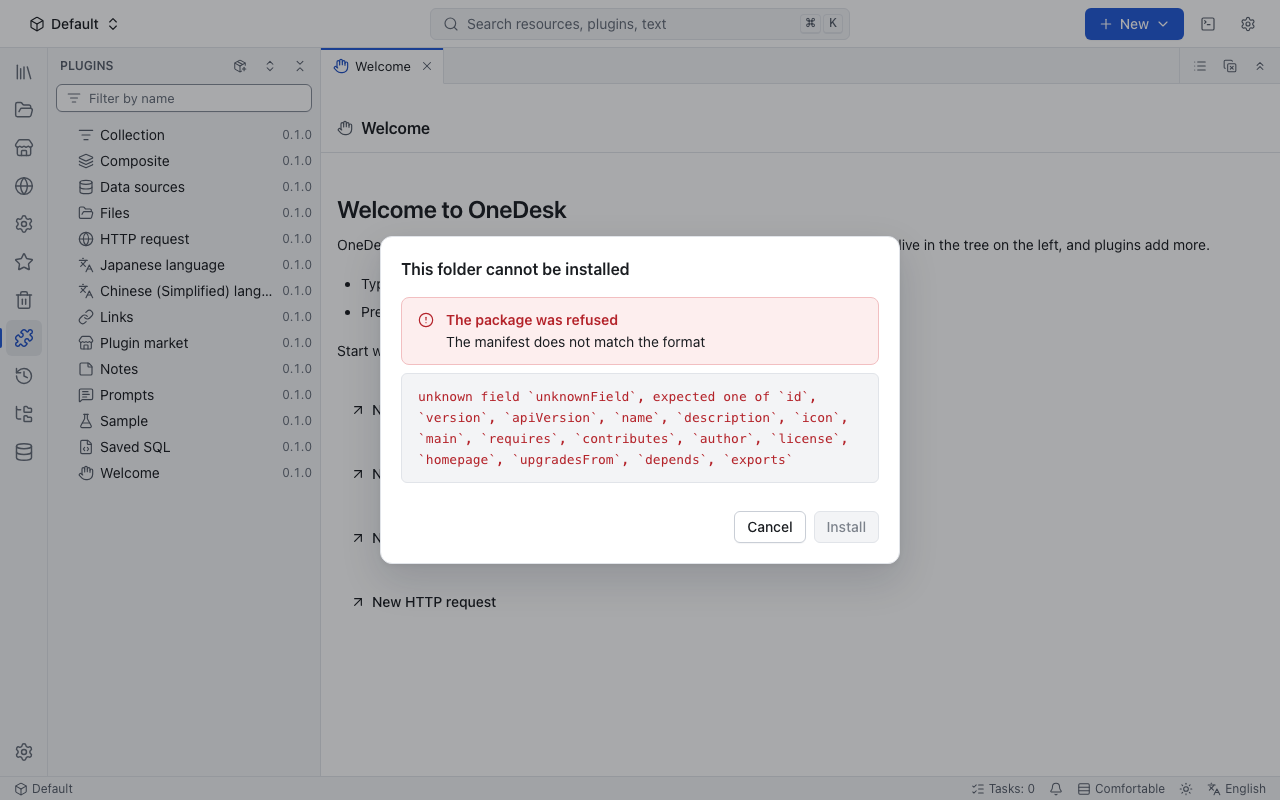 Default
Search resources, plugins, text
⌘ K
New
PLUGINS
Welcome
Filter by name
Collection 0.1.0
Composite 0.1.0
Data sources 0.1.0
Files 0.1.0
HTTP request 0.1.0
Japanese language 0.1.0
Chinese (Simplified) lang... 0.1.0
Links 0.1.0
Plugin market 0.1.0
Notes 0.1.0
Prompts 0.1.0
Sample 0.1.0
Saved SQL 0.1.0
Welcome 0.1.0
Welcome
Welcome to OneDesk
live in the tree on the left, and plugins add more.
Start
This folder cannot be installed
The package was refused
The manifest does not match the format
unknown field `unknownField`, expected one of `id`,
`version`, `apiVersion`, `name`, `description`, `icon`,
`main`, `requires`, `contributes`, `author`, `license`,
`homepage`, `upgradesFrom`, `depends`, `exports`
Cancel
Install
New HTTP request
Default
Tasks: 0
Comfortable
English